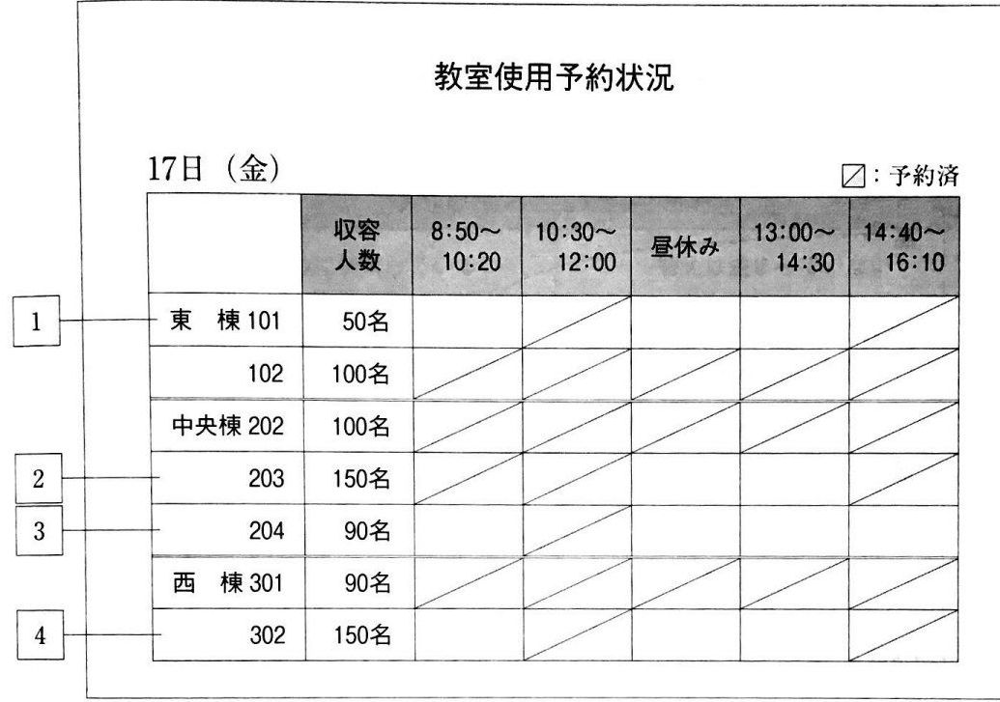 教室使用予約状況
17日（金）
：予約済
収容人数 8:50〜10:20 10:30〜12:00 昼休み 13:00〜14:30 14:40〜16:10
1 東　棟 101 50名
102 100名
中央棟 202 100名
2 203 150名
3 204 90名
西　棟 301 90名
4 302 150名